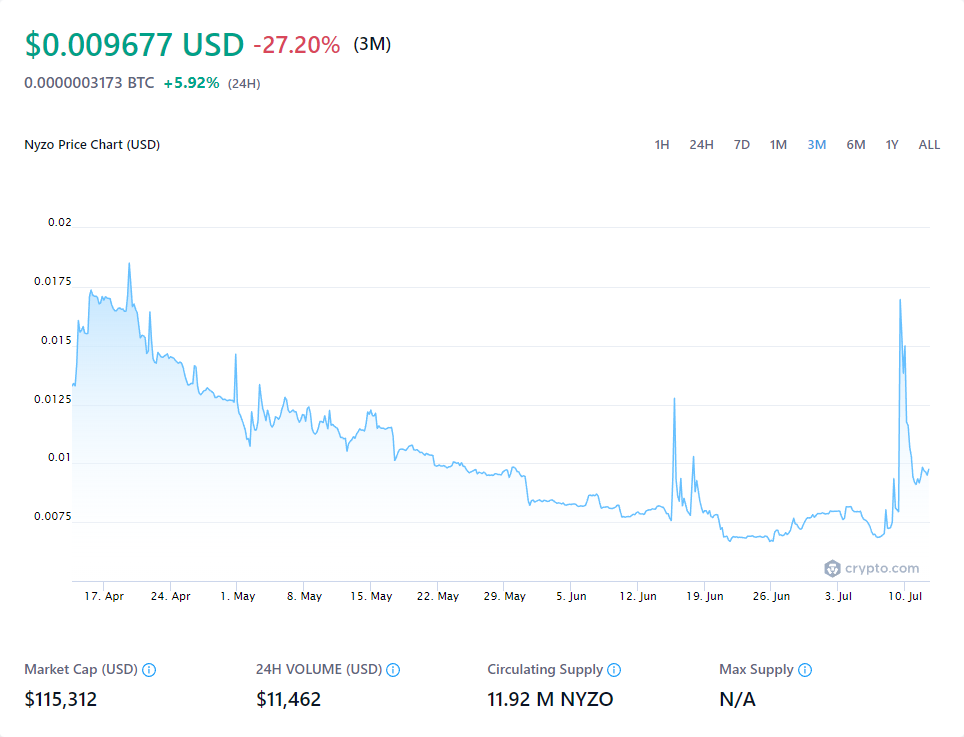 $0.009677 USD -27.20% (3M)
0.0000003173 BTC +5.92% (24H)
Nyzo Price Chart (USD) 1H 24H 7D 1M 3M 6M 1Y ALL
0.02
0.0175
0.015
0.0125
0.01
0.0075
crypto.com
17. Apr 24. Apr 1. May 8. May 15. May 22. May 29. May 5. Jun 12. Jun 19. Jun 26. Jun 3. Jul 10. Jul
Market Cap (USD) 24H VOLUME (USD) Circulating Supply Max Supply
$115,312 $11,462 11.92 M NYZO N/A